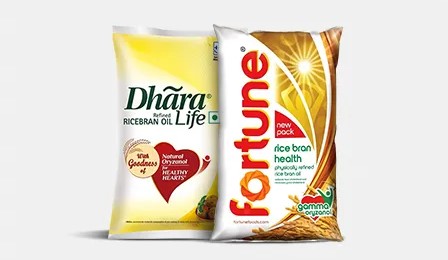 Dhāra®
Refined
RICEBRAN OIL
Life
With
Goodness
of
Natural
Oryzanol
for
HEALTHY
HEARTS
fortune
new
pack
rice bran
health
physically refined
rice bran oil
gamma
oryzanol
fortunefoods.com